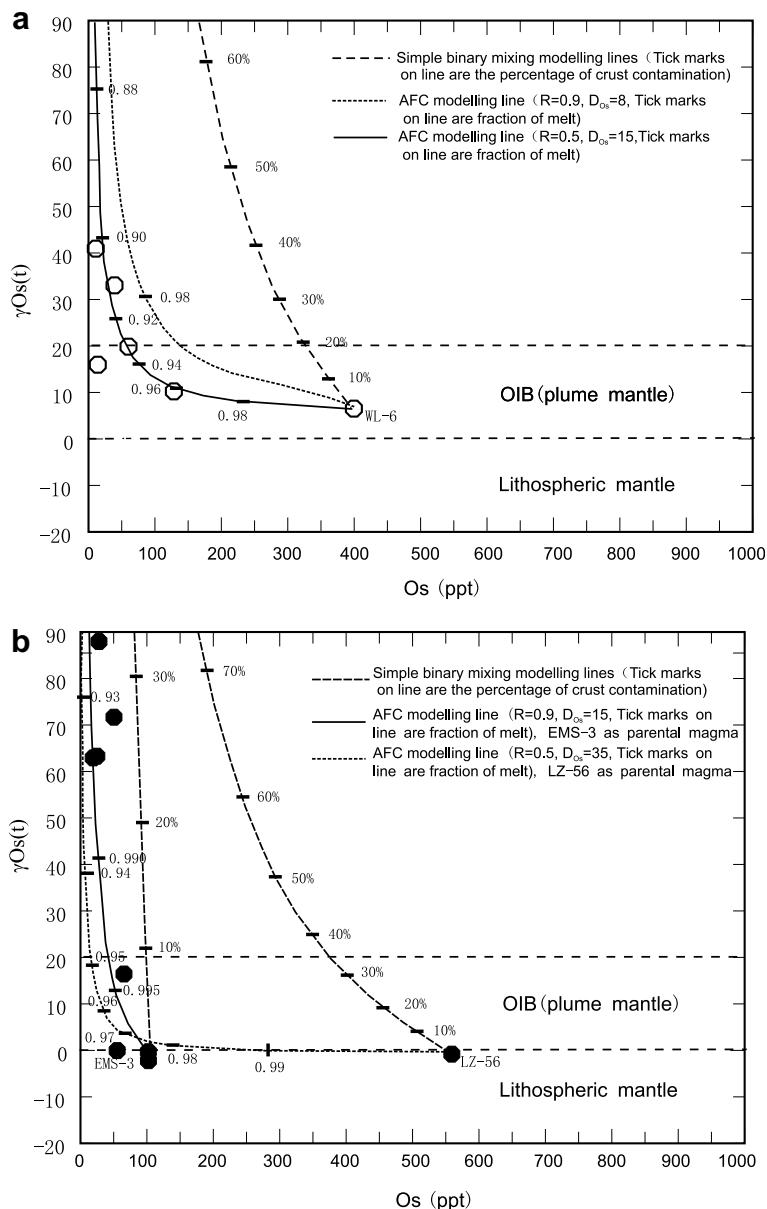 a
90
80
70
60
50
40
30
20
10
0
−10
−20
γOs(t)
0 100 200 300 400 500 600 700 800 900 1000
Os (ppt)
Simple binary mixing modelling lines (Tick marks
on line are the percentage of crust contamination)
AFC modelling line (R=0.9, DOs=8, Tick marks
on line are fraction of melt)
AFC modelling line (R=0.5, DOs=15,Tick marks
on line are fraction of melt)
60%
50%
40%
30%
20%
10%
0.88
0.90
0.92
0.94
0.96
0.98
0.98
WL-6
OIB(plume mantle)
Lithospheric mantle
b
90
80
70
60
50
40
30
20
10
0
−10
−20
γOs(t)
0 100 200 300 400 500 600 700 800 900 1000
Os (ppt)
Simple binary mixing modelling lines (Tick marks
on line are the percentage of crust contamination)
AFC modelling line (R=0.9, DOs=15, Tick marks on
line are fraction of melt), EMS-3 as parental magma
AFC modelling line (R=0.5, DOs=35, Tick marks on
line are fraction of melt), LZ-56 as parental magma
30%
20%
10%
70%
60%
50%
40%
30%
20%
10%
0.93
0.990
0.94
0.95
0.995
0.96
0.97
0.98
0.99
EMS-3
LZ-56
OIB(plume mantle)
Lithospheric mantle